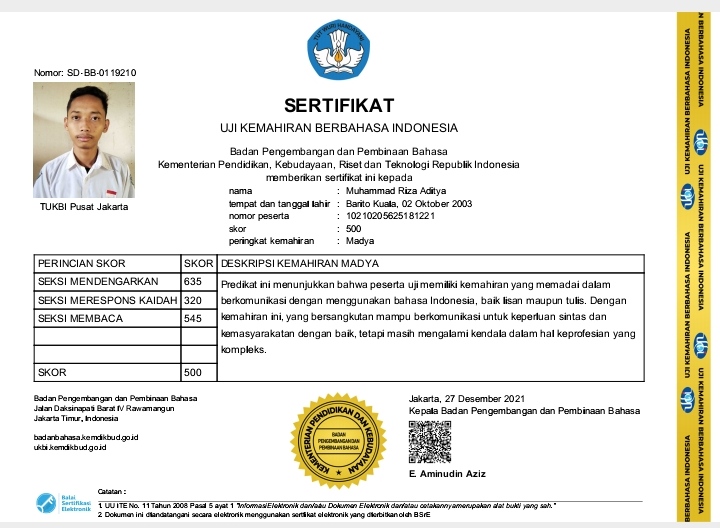 TUT WURI HANDAYANI
Nomor: SD-BB-0119210
SERTIFIKAT
UJI KEMAHIRAN BERBAHASA INDONESIA
Badan Pengembangan dan Pembinaan Bahasa
Kementerian Pendidikan, Kebudayaan, Riset dan Teknologi Republik Indonesia
memberikan sertifikat ini kepada
nama : Muhammad Riza Aditya
tempat dan tanggal lahir : Barito Kuala, 02 Oktober 2003
nomor peserta : 10210205625181221
skor : 500
peringkat kemahiran : Madya
TUKBI Pusat Jakarta
PERINCIAN SKOR SKOR DESKRIPSI KEMAHIRAN MADYA
SEKSI MENDENGARKAN 635
SEKSI MERESPONS KAIDAH 320
SEKSI MEMBACA 545
SKOR 500
Predikat ini menunjukkan bahwa peserta uji memiliki kemahiran yang memadai dalam
berkomunikasi dengan menggunakan bahasa Indonesia, baik lisan maupun tulis. Dengan
kemahiran ini, yang bersangkutan mampu berkomunikasi untuk keperluan sintas dan
kemasyarakatan dengan baik, tetapi masih mengalami kendala dalam hal keprofesian yang
kompleks.
Badan Pengembangan dan Pembinaan Bahasa
Jalan Daksinapati Barat IV Rawamangun
Jakarta Timur, Indonesia
badanbahasa.kemdikbud.go.id
ukbi.kemdikbud.go.id
KEMENTERIAN PENDIDIKAN DAN KEBUDAYAAN
BADAN
PENGEMBANGAN DAN
PEMBINAAN BAHASA
Jakarta, 27 Desember 2021
Kepala Badan Pengembangan dan Pembinaan Bahasa
E. Aminudin Aziz
Balai
Sertifikasi
Elektronik
Catatan :
1. UU ITE No. 11 Tahun 2008 Pasal 5 ayat 1 "Informasi Elektronik dan/atau Dokumen Elektronik dan/atau cetakannya merupakan alat bukti yang sah."
2. Dokumen ini ditandatangani secara elektronik menggunakan sertifikat elektronik yang diterbitkan oleh BSrE
BERBAHASA INDONESIA
UJI KEMAHIRAN BERBAHASA INDONESIA
UJI KEMAHIRAN BERBAHASA INDONESIA
UJI KEMAHIRAN BERBAHASA INDONESIA
UJI KEMAHIRAN BERBAHASA INDONESIA
N BERBAHASA INDONESIA